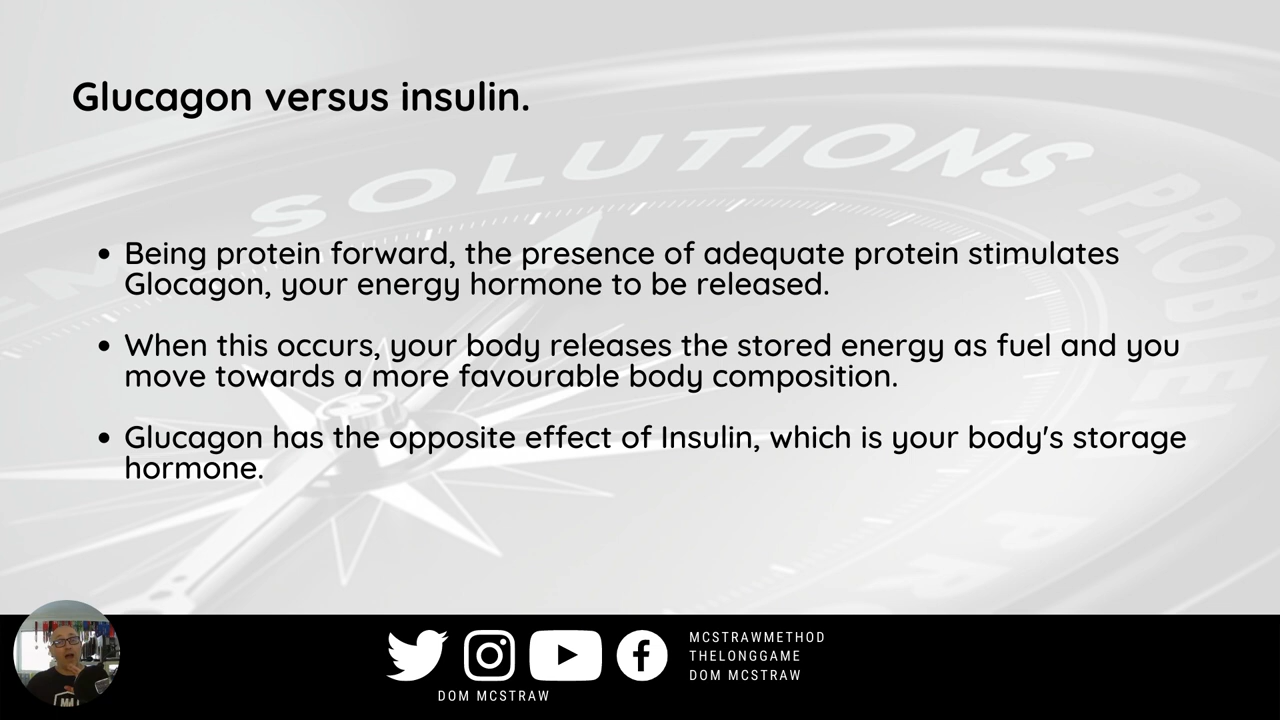 Glucagon versus insulin.
SOLUTIONS
PROBLEM
• Being protein forward, the presence of adequate protein stimulates
Glocagon, your energy hormone to be released.
• When this occurs, your body releases the stored energy as fuel and you
move towards a more favourable body composition.
• Glucagon has the opposite effect of Insulin, which is your body's storage
hormone.
MCSTRAWMETHOD
THELONGGAME
DOM MCSTRAW
DOM MCSTRAW